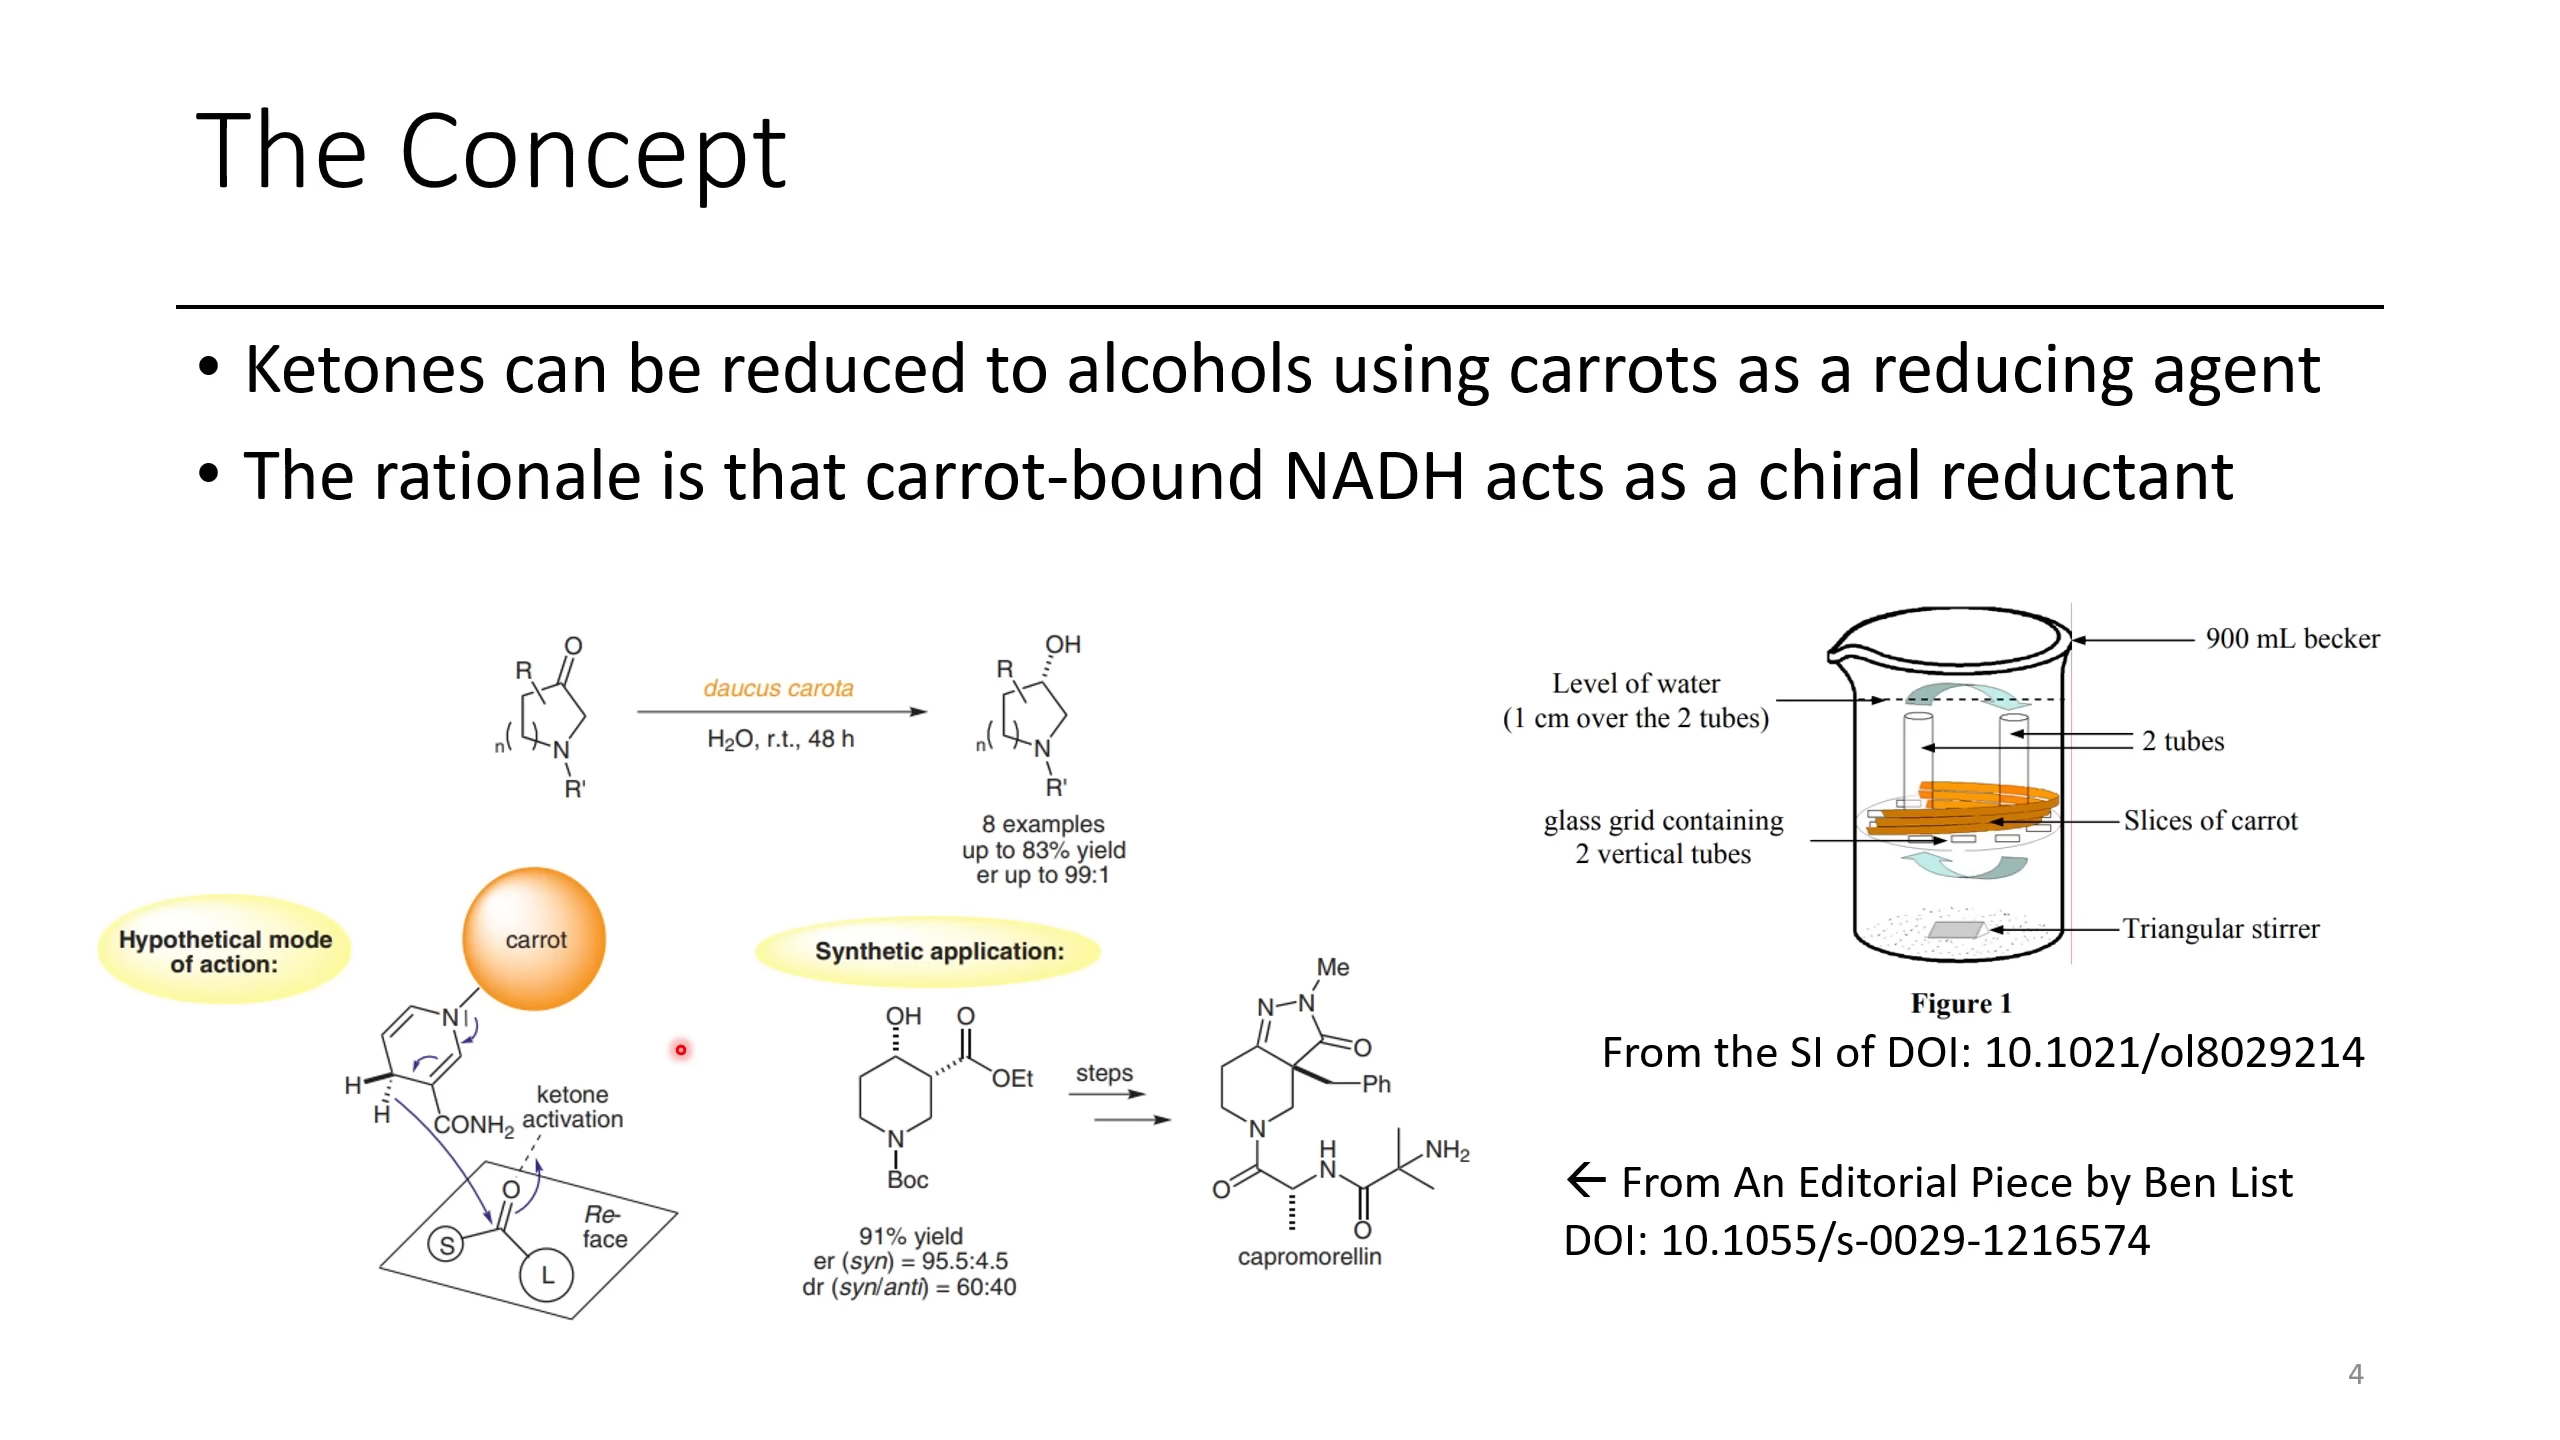 The Concept
• Ketones can be reduced to alcohols using carrots as a reducing agent
• The rationale is that carrot-bound NADH acts as a chiral reductant
O
R
n( )
N
R'
daucus carota
H₂O, r.t., 48 h
OH
R
n( )
N
R'
8 examples
up to 83% yield
er up to 99:1
Hypothetical mode
of action:
carrot
N
H
H
CONH₂
ketone
activation
O
S
L
Re-
face
Synthetic application:
OH
O
OEt
N
Boc
91% yield
er (syn) = 95.5:4.5
dr (syn/anti) = 60:40
steps
Me
N
N
O
Ph
N
O
H
N
O
NH₂
capromorellin
900 mL becker
Level of water
(1 cm over the 2 tubes)
2 tubes
glass grid containing
2 vertical tubes
Slices of carrot
Triangular stirrer
Figure 1
From the SI of DOI: 10.1021/ol8029214
← From An Editorial Piece by Ben List
DOI: 10.1055/s-0029-1216574
4